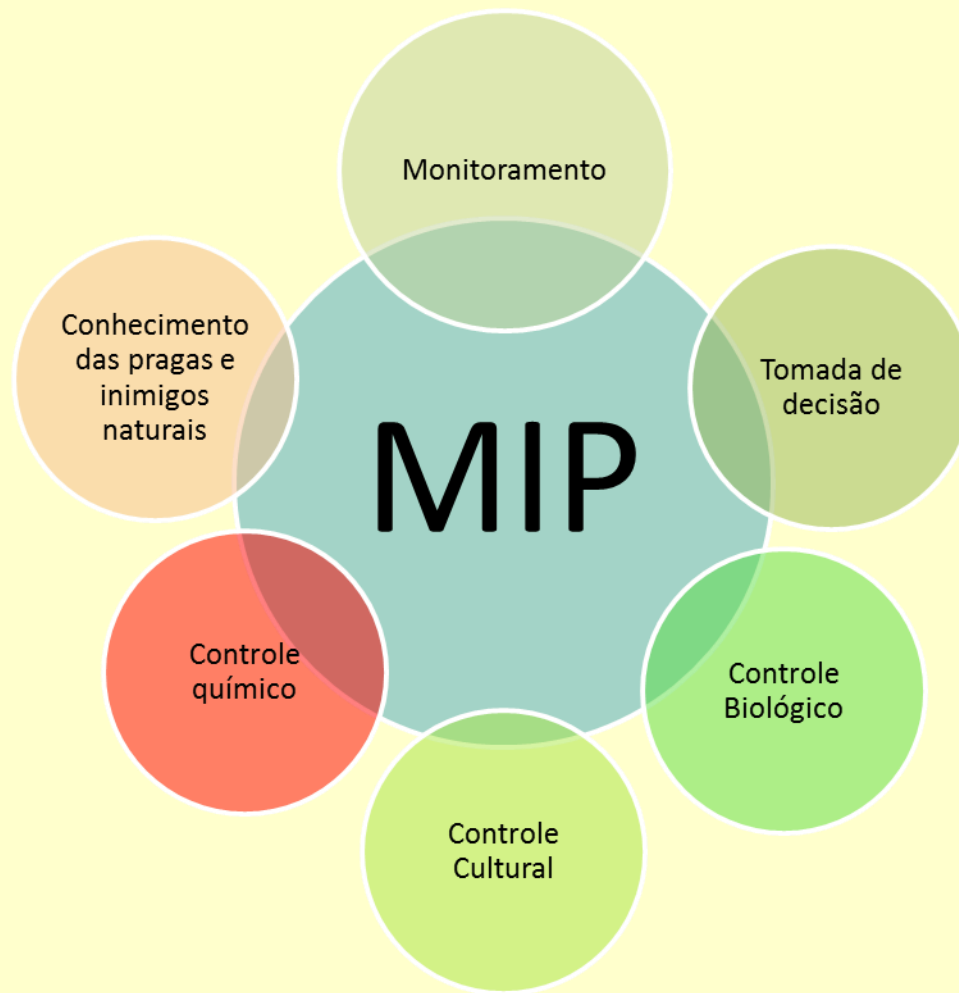 Monitoramento
Conhecimento
das pragas e
inimigos
naturais
Tomada de
decisão
MIP
Controle
químico
Controle
Biológico
Controle
Cultural